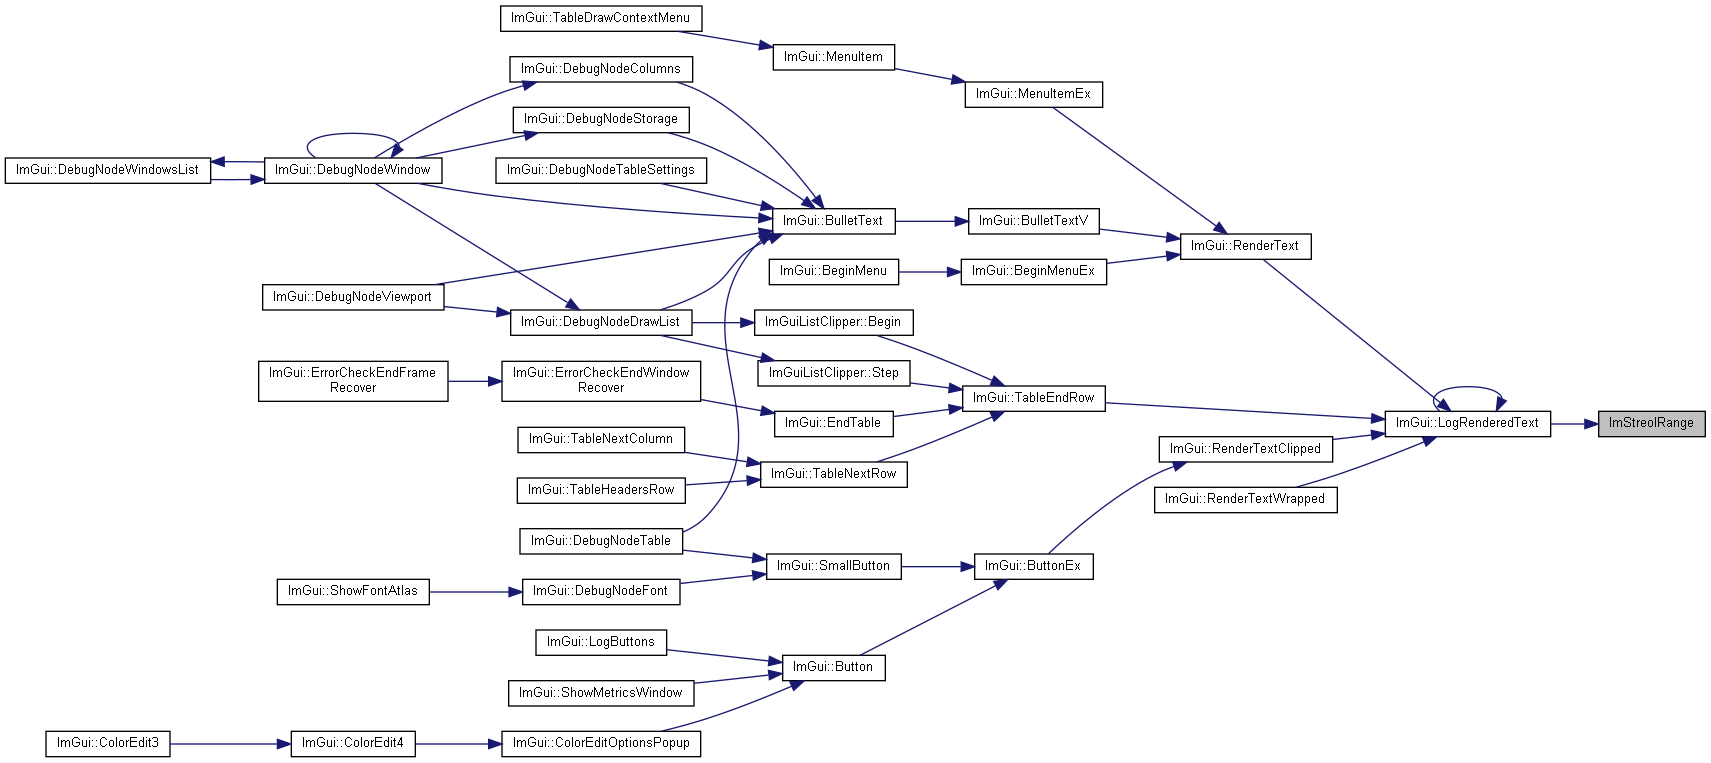 ImGui::TableDrawContextMenu
ImGui::MenuItem
ImGui::DebugNodeColumns
ImGui::MenuItemEx
ImGui::DebugNodeStorage
ImGui::DebugNodeWindowsList
ImGui::DebugNodeWindow
ImGui::DebugNodeTableSettings
ImGui::BulletText
ImGui::BulletTextV
ImGui::RenderText
ImGui::BeginMenu
ImGui::BeginMenuEx
ImGui::DebugNodeViewport
ImGui::DebugNodeDrawList
ImGuiListClipper::Begin
ImGui::ErrorCheckEndFrame
Recover
ImGui::ErrorCheckEndWindow
Recover
ImGuiListClipper::Step
ImGui::TableEndRow
ImGui::EndTable
ImGui::LogRenderedText
ImStreolRange
ImGui::TableNextColumn
ImGui::RenderTextClipped
ImGui::TableNextRow
ImGui::TableHeadersRow
ImGui::RenderTextWrapped
ImGui::DebugNodeTable
ImGui::SmallButton
ImGui::ButtonEx
ImGui::ShowFontAtlas
ImGui::DebugNodeFont
ImGui::LogButtons
ImGui::Button
ImGui::ShowMetricsWindow
ImGui::ColorEdit3
ImGui::ColorEdit4
ImGui::ColorEditOptionsPopup